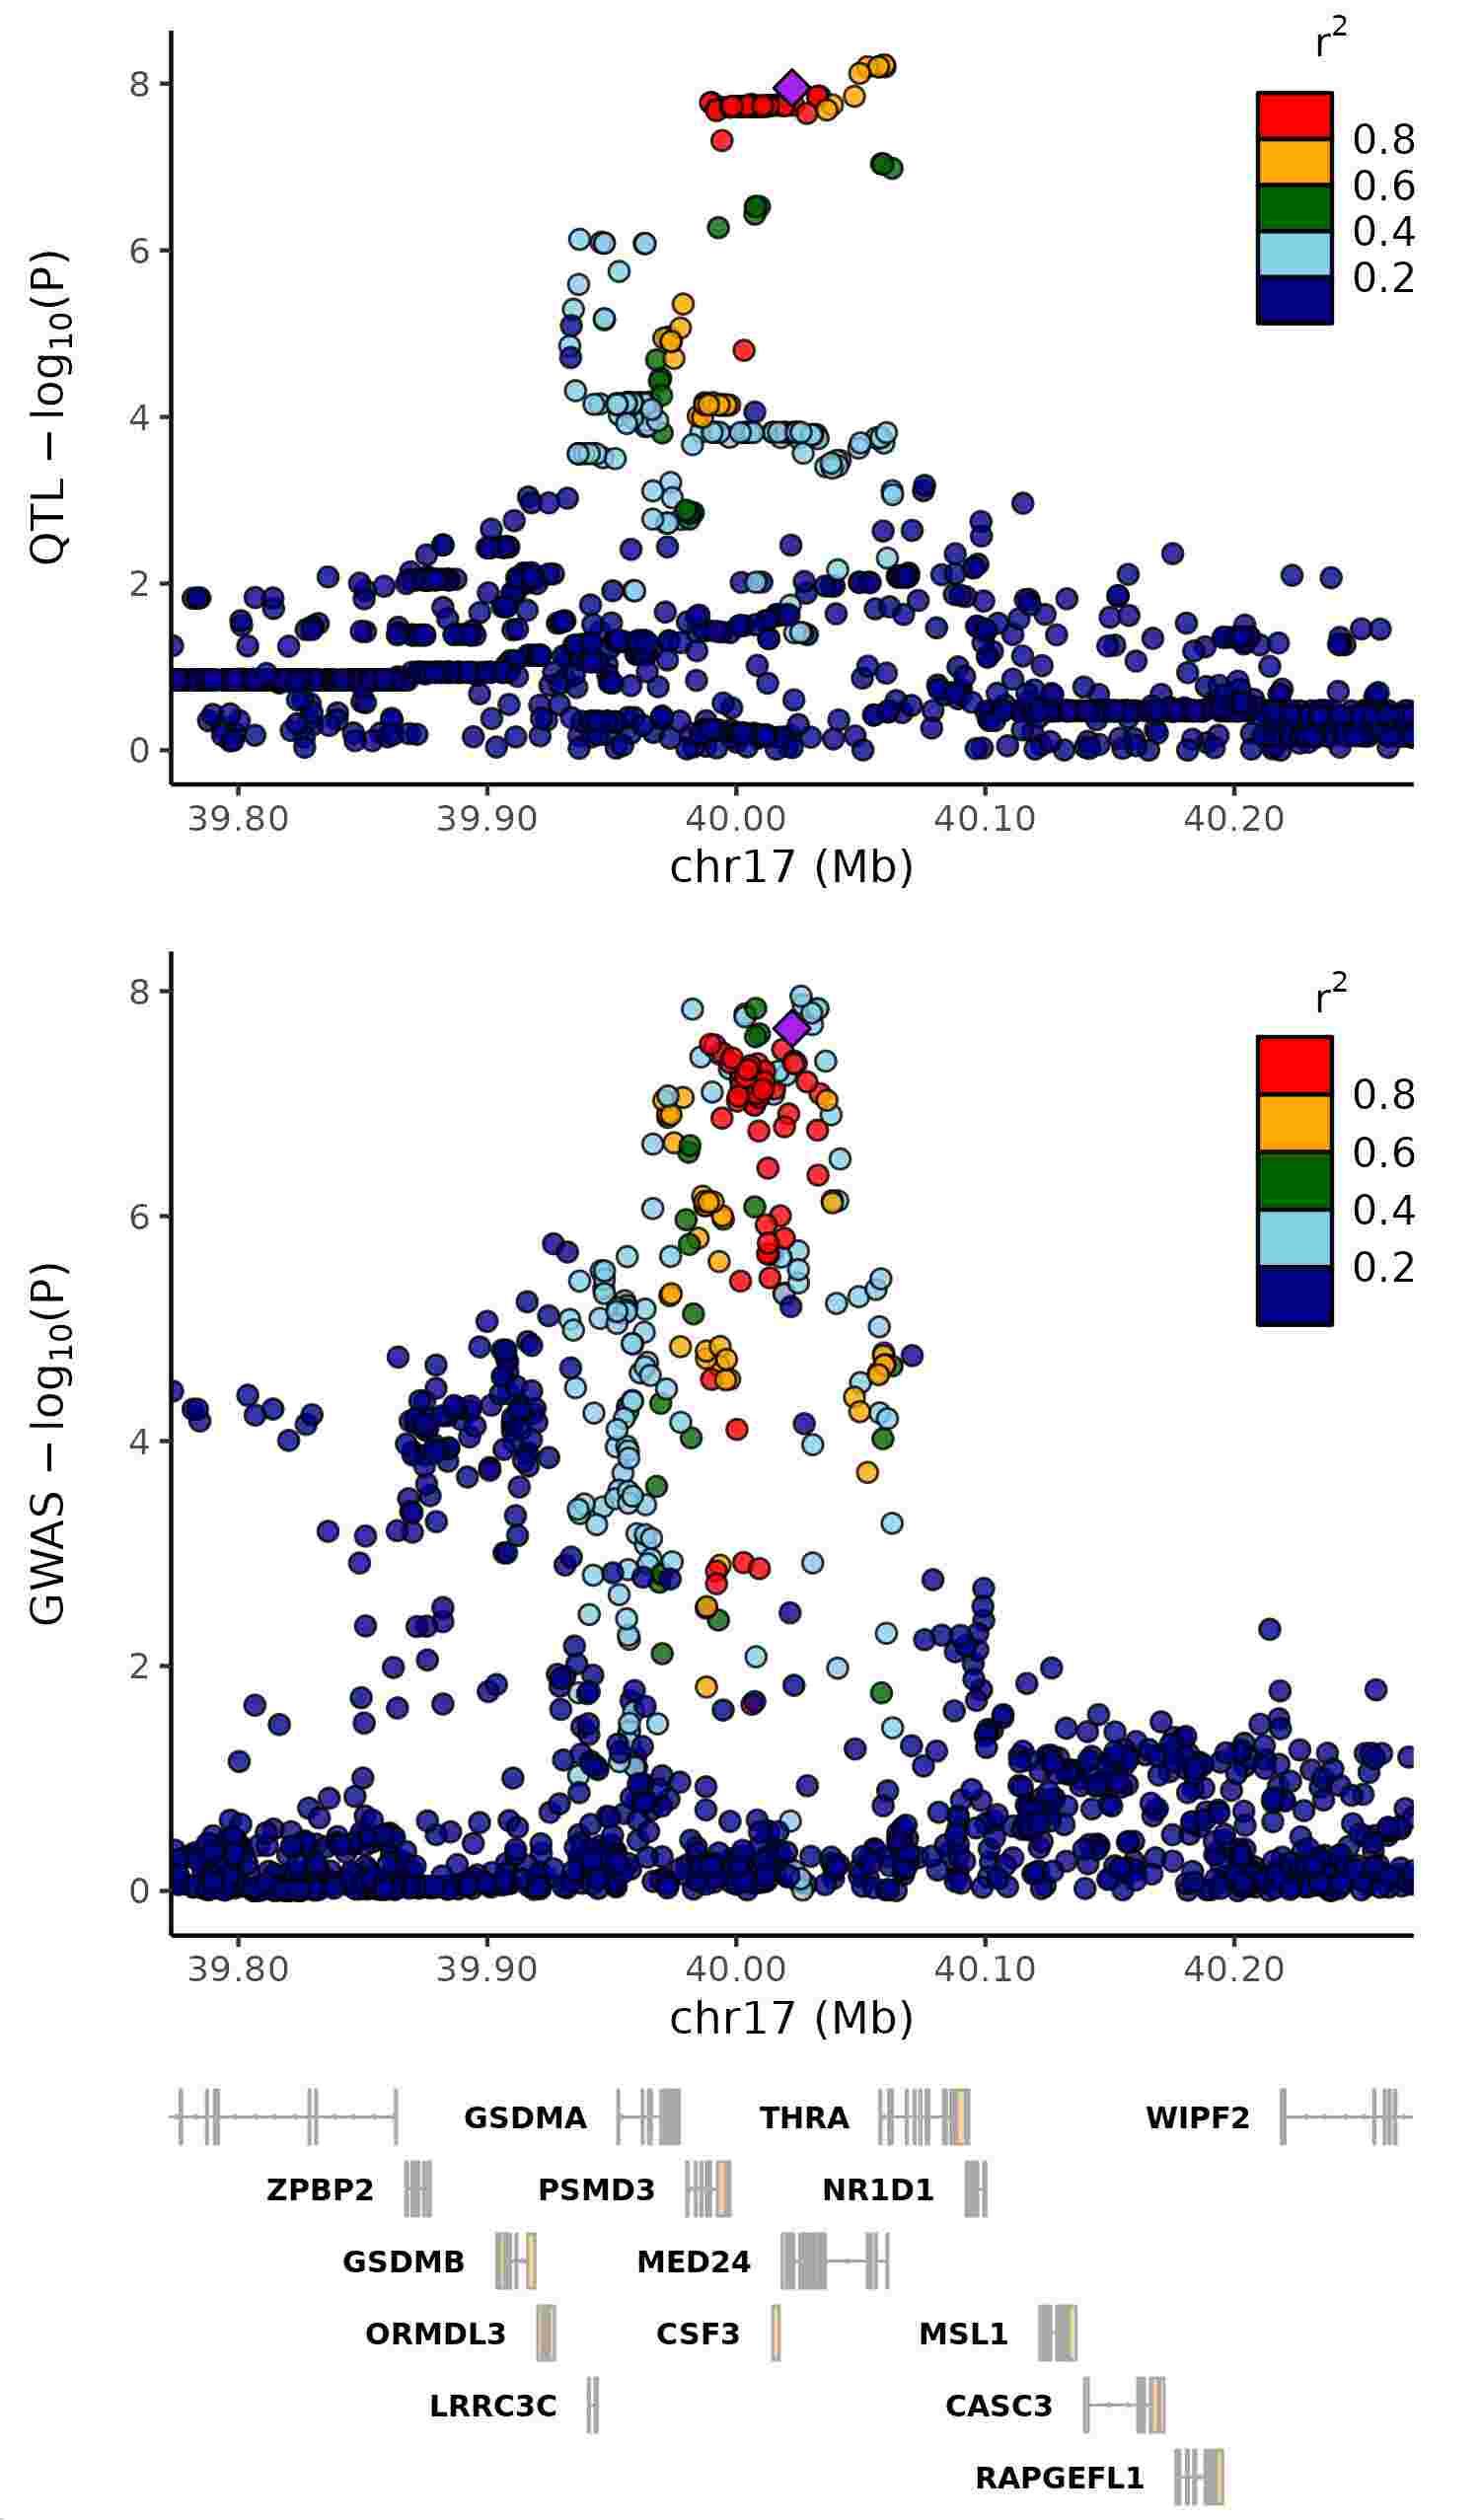 r²
8
6
4
2
0
QTL −log₁₀(P)
0.8
0.6
0.4
0.2
39.80 39.90 40.00 40.10 40.20
chr17 (Mb)
r²
8
6
4
2
0
GWAS −log₁₀(P)
0.8
0.6
0.4
0.2
39.80 39.90 40.00 40.10 40.20
chr17 (Mb)
GSDMA THRA WIPF2
ZPBP2 PSMD3 NR1D1
GSDMB MED24
ORMDL3 CSF3 MSL1
LRRC3C CASC3
RAPGEFL1